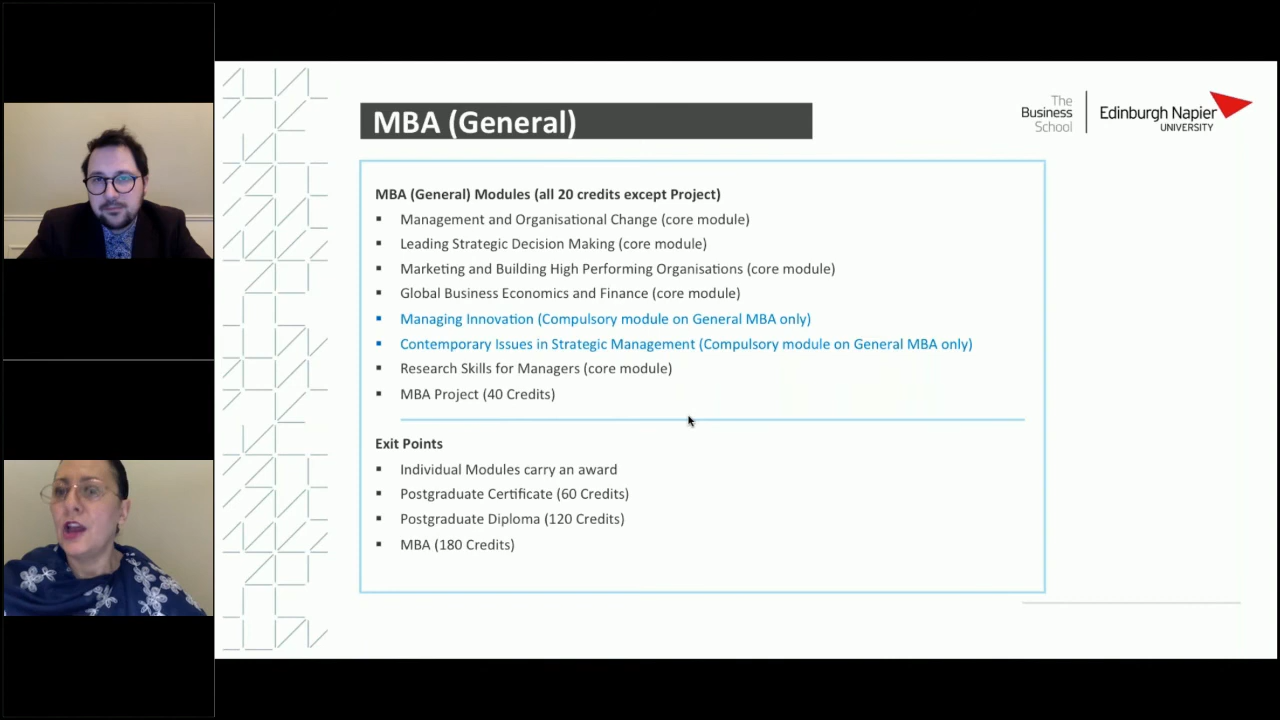 MBA (General)
The
Business
School
Edinburgh Napier
UNIVERSITY
MBA (General) Modules (all 20 credits except Project)
▪ Management and Organisational Change (core module)
▪ Leading Strategic Decision Making (core module)
▪ Marketing and Building High Performing Organisations (core module)
▪ Global Business Economics and Finance (core module)
▪ Managing Innovation (Compulsory module on General MBA only)
▪ Contemporary Issues in Strategic Management (Compulsory module on General MBA only)
▪ Research Skills for Managers (core module)
▪ MBA Project (40 Credits)
Exit Points
▪ Individual Modules carry an award
▪ Postgraduate Certificate (60 Credits)
▪ Postgraduate Diploma (120 Credits)
▪ MBA (180 Credits)